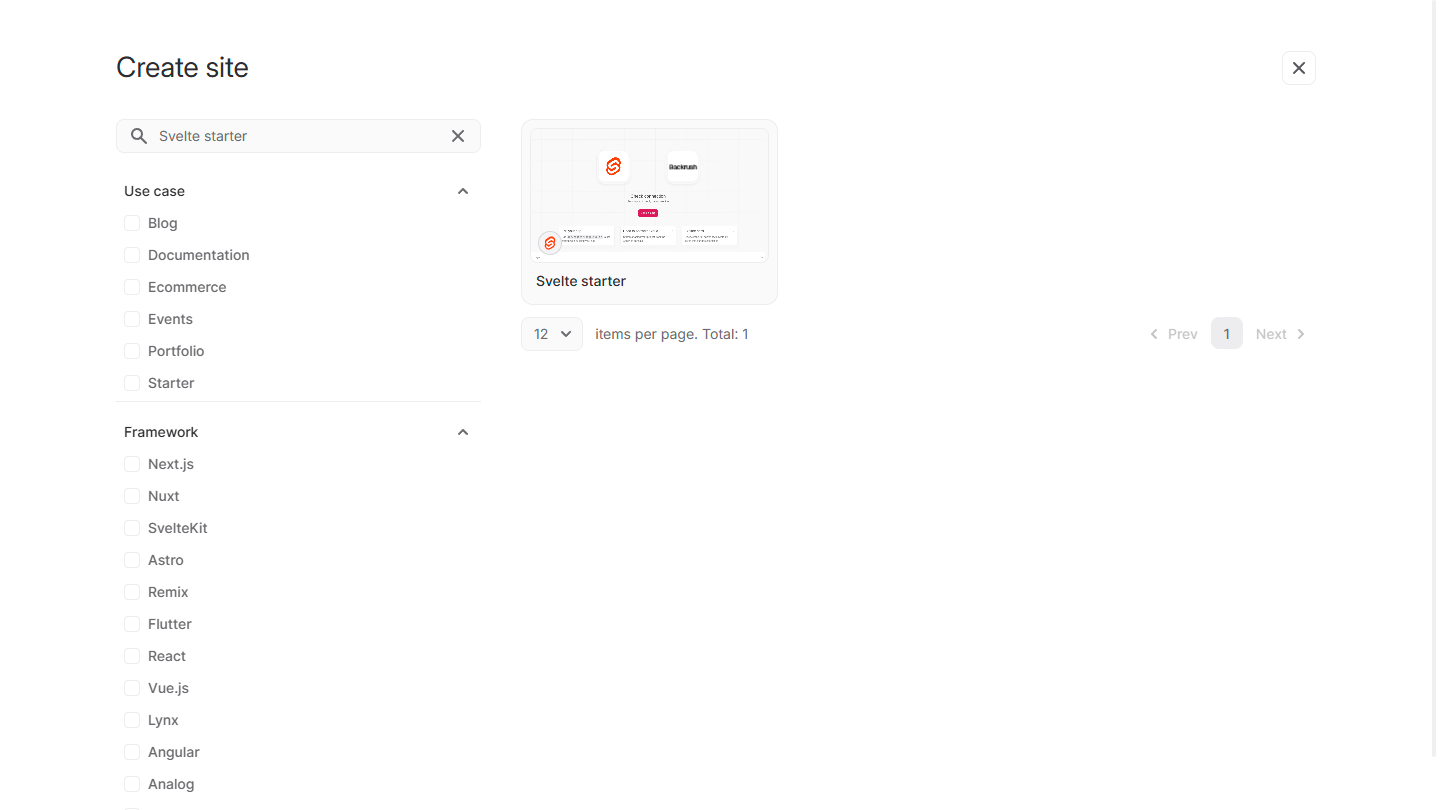 Create site
Svelte starter
Use case
Blog
Documentation
Ecommerce
Events
Portfolio
Starter
Framework
Next.js
Nuxt
SvelteKit
Astro
Remix
Flutter
React
Vue.js
Lynx
Angular
Analog
Backrush
Check connection
Svelte starter
12 items per page. Total: 1
Prev 1 Next